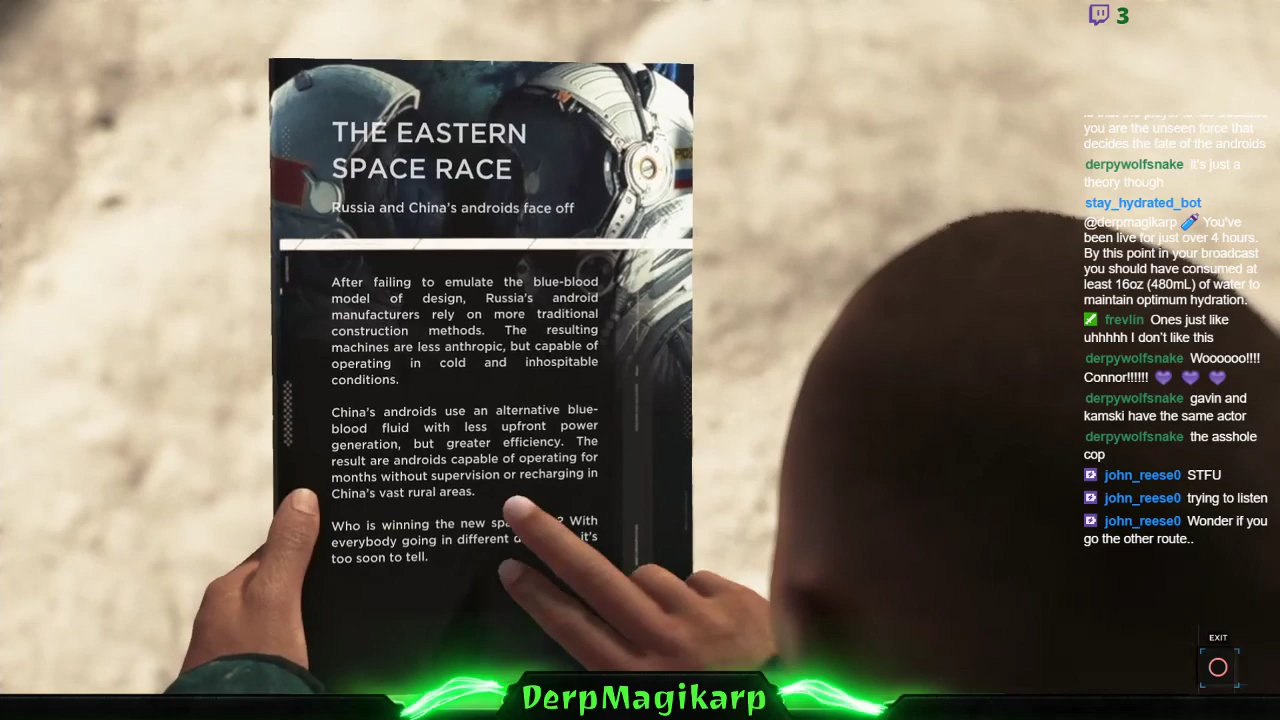 3
THE EASTERN
SPACE RACE
Russia and China's androids face off
After failing to emulate the blue-blood
model of design, Russia's android
manufacturers rely on more traditional
construction methods. The resulting
machines are less anthropic, but capable of
operating in cold and inhospitable
conditions.
China's androids use an alternative blue-
blood fluid with less upfront power
generation, but greater efficiency. The
result are androids capable of operating for
months without supervision or recharging in
China's vast rural areas.
Who is winning the new ? With
everybody going in different it's
too soon to tell.
you are the unseen force that
decides the fate of the androids
derpywolfsnake It's just a
theory though
stay_hydrated_bot
@derpmagikarp You've
been live for just over 4 hours.
By this point in your broadcast
you should have consumed at
least 16oz (480mL) of water to
maintain optimum hydration.
frevlin Ones just like
uhhhhh I don't like this
derpywolfsnake Woooooo!!!!
Connor!!!!!!
derpywolfsnake gavin and
kamski have the same actor
derpywolfsnake the asshole
cop
john_reese0 STFU
john_reese0 trying to listen
john_reese0 Wonder if you
go the other route..
EXIT
DerpMagikarp